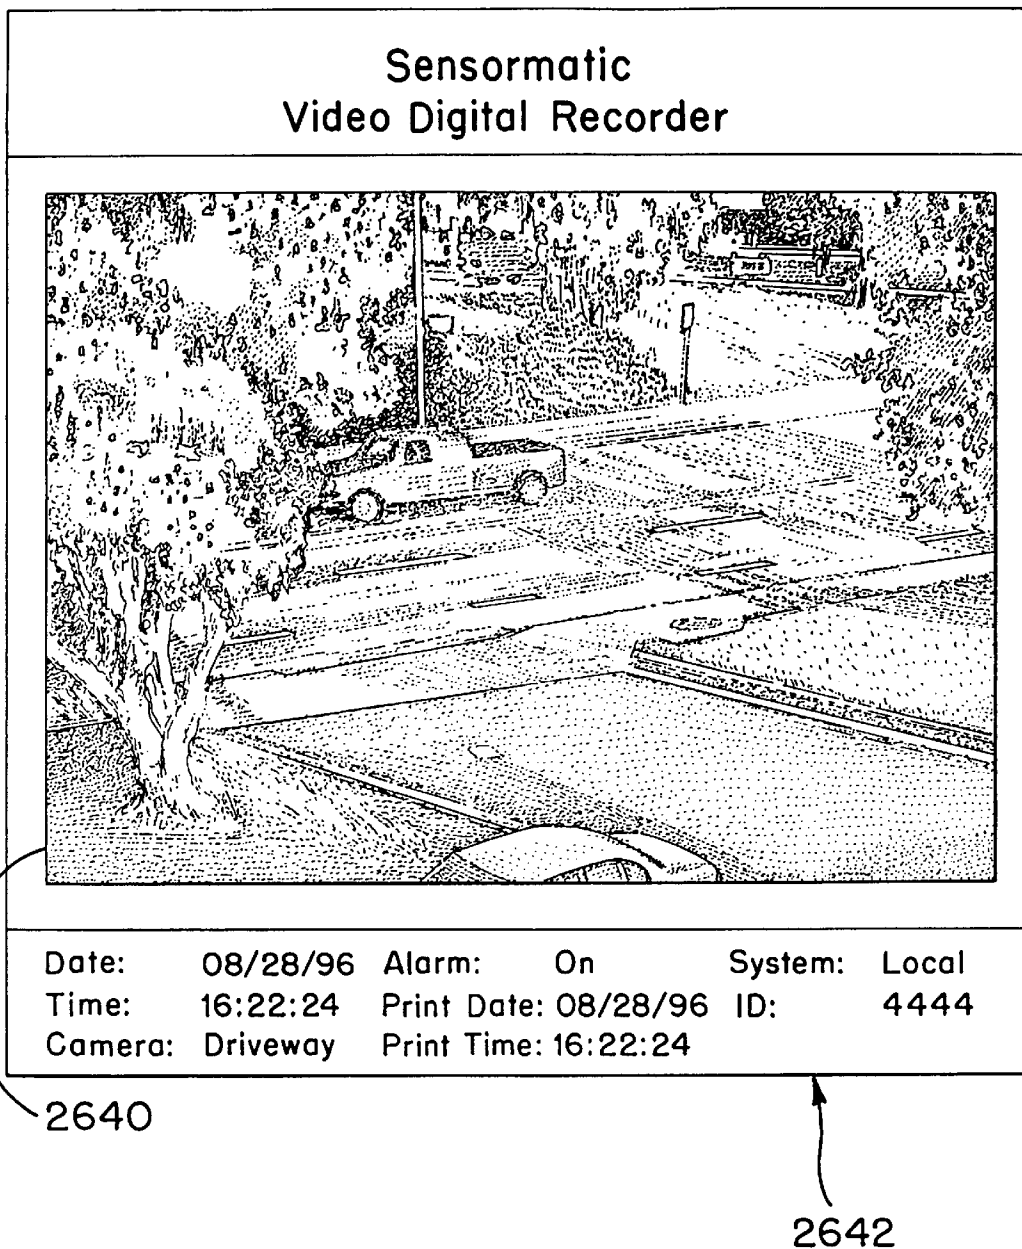 Sensormatic
Video Digital Recorder
Date: 08/28/96 Alarm: On System: Local
Time: 16:22:24 Print Date: 08/28/96 ID: 4444
Camera: Driveway Print Time: 16:22:24
2640
2642